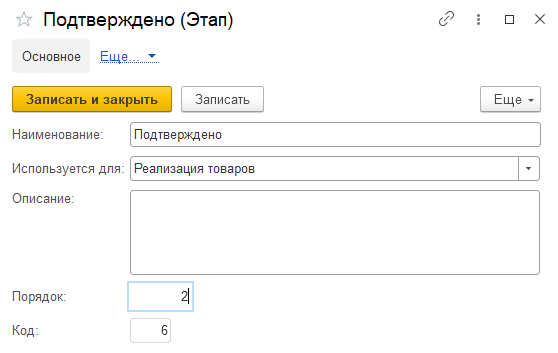 Подтверждено (Этап)
Основное Еще...
Записать и закрыть Записать Еще
Наименование: Подтверждено
Используется для: Реализация товаров
Описание:
Порядок: 2
Код: 6